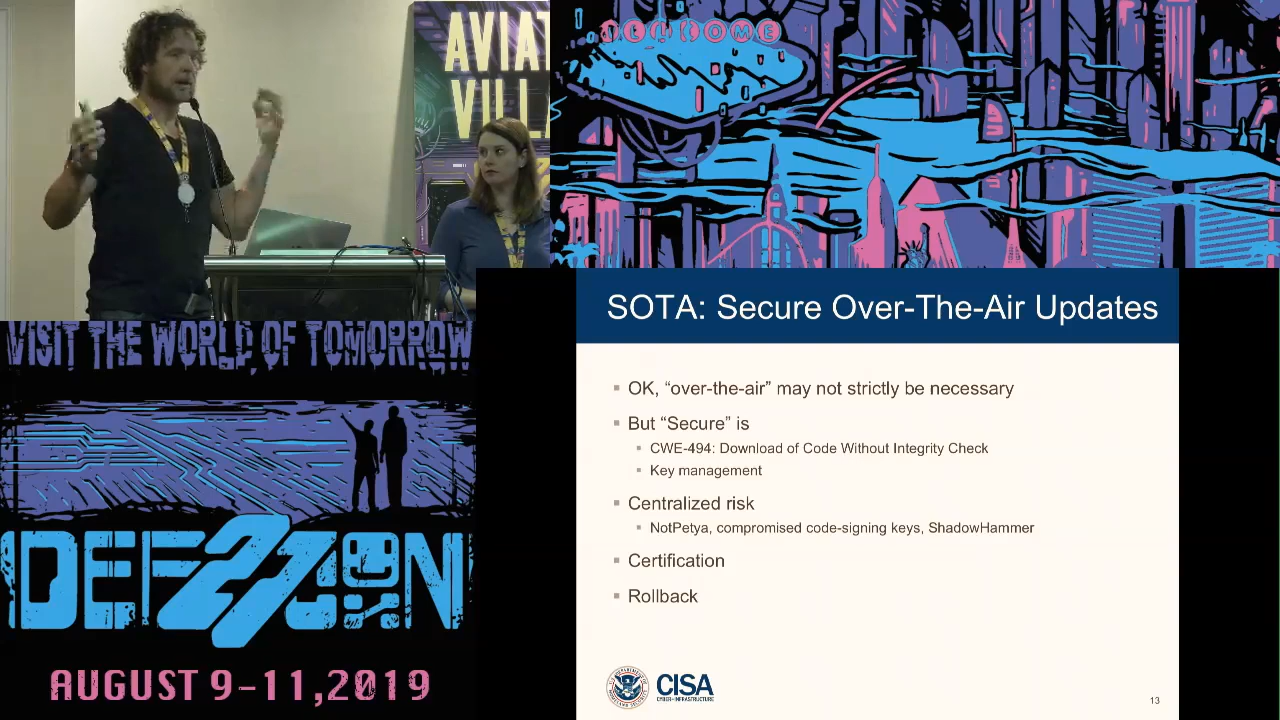 AVIAT
VILL
WELCOME
VISIT THE WORLD OF TOMORROW
DEF27CON
AUGUST 9-11,2019
SOTA: Secure Over-The-Air Updates
OK, “over-the-air” may not strictly be necessary
But “Secure” is
CWE-494: Download of Code Without Integrity Check
Key management
Centralized risk
NotPetya, compromised code-signing keys, ShadowHammer
Certification
Rollback
CISA
CYBER+INFRASTRUCTURE
13